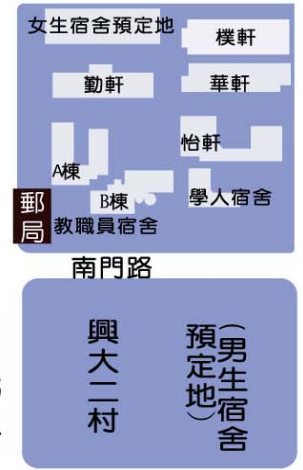 女生宿舍預定地
樸軒
勤軒
華軒
怡軒
A棟
B棟
學人宿舍
郵局
教職員宿舍
南門路
興大二村
（男生宿舍
預定地）